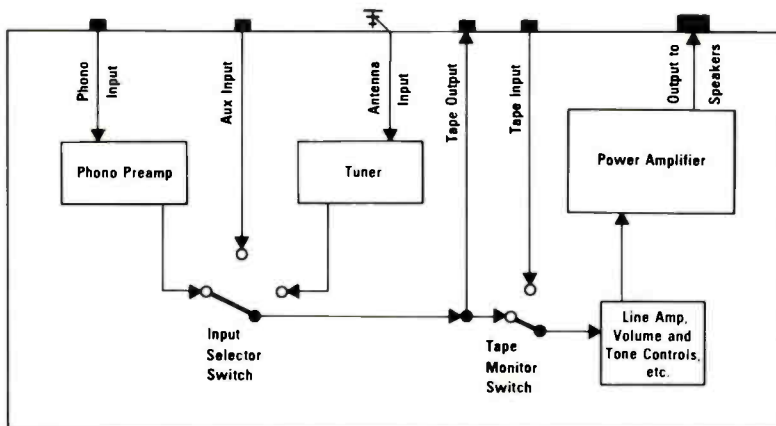 Phono
Input
Aux Input
Antenna
Input
Tape Output
Tape Input
Output to
Speakers
Phono Preamp
Tuner
Power Amplifier
Input
Selector
Switch
Tape
Monitor
Switch
Line Amp,
Volume and
Tone Controls,
etc.